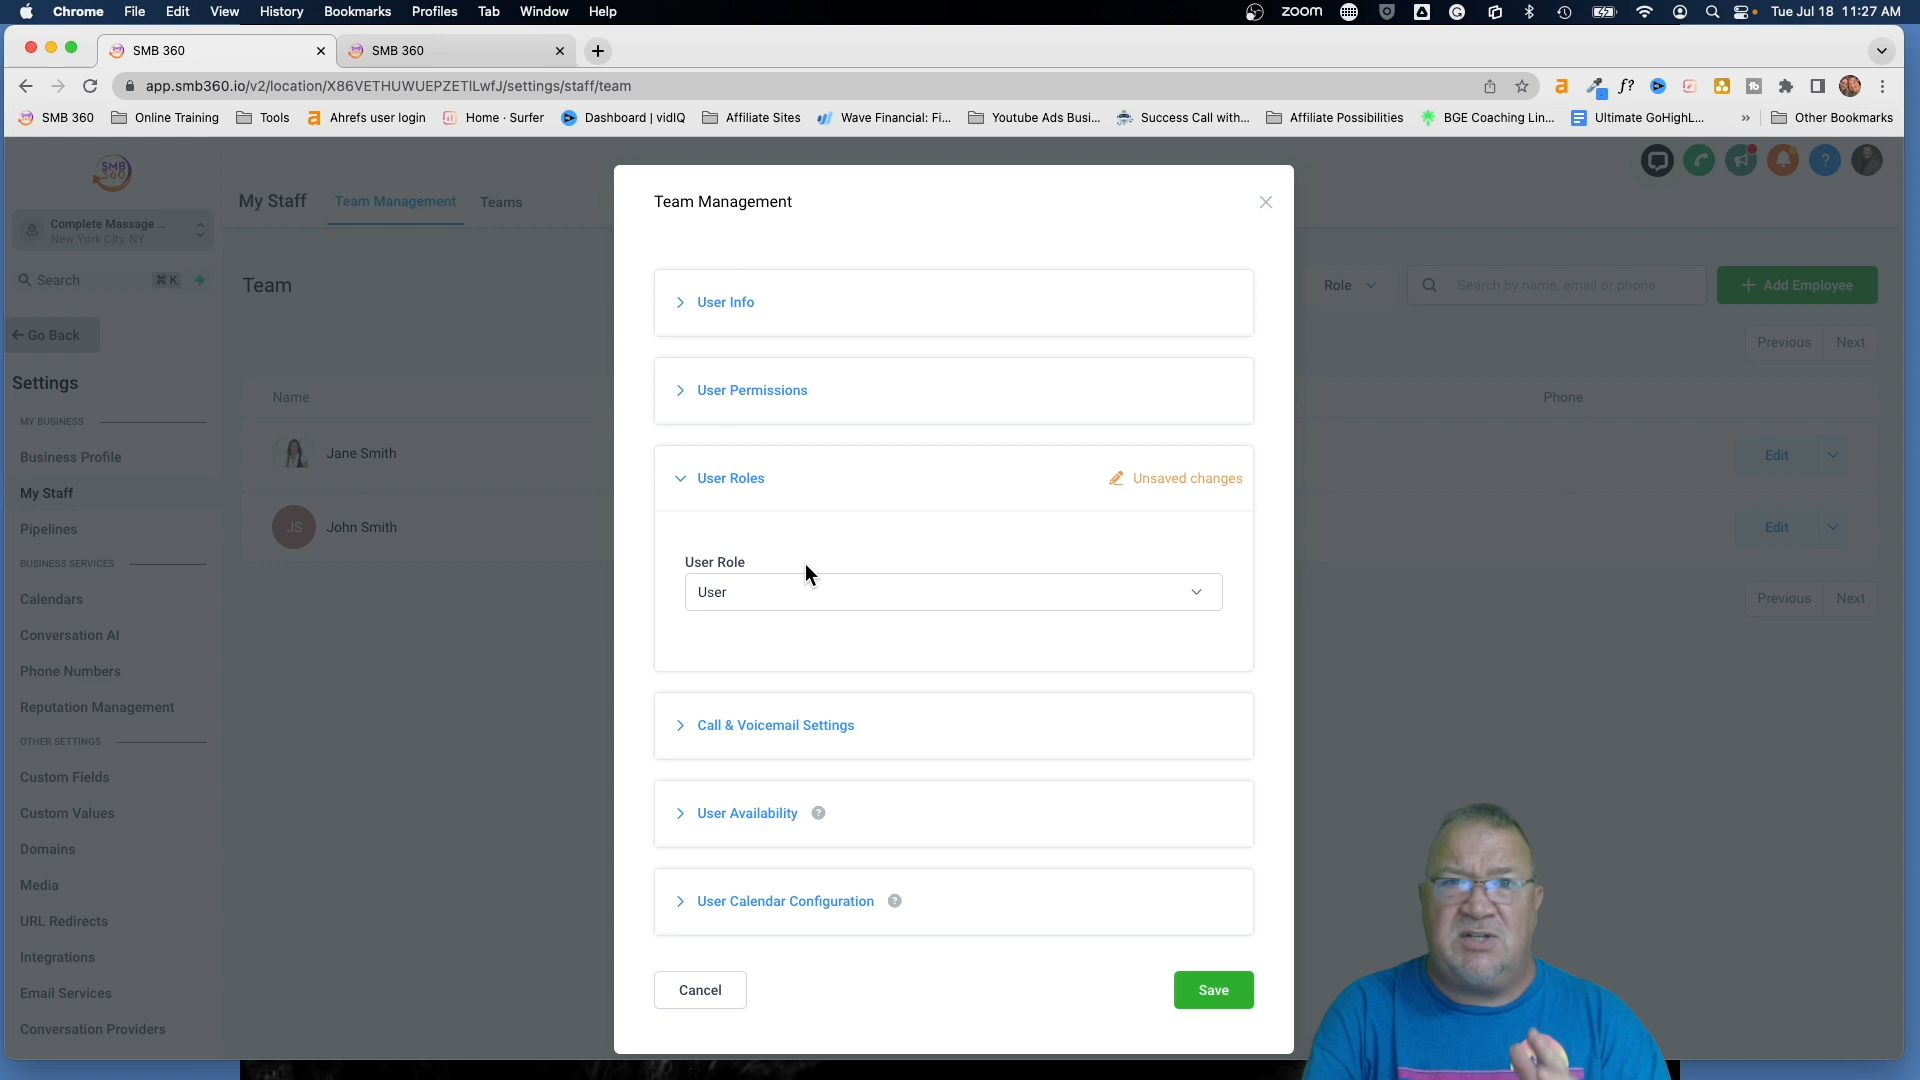 Chrome File Edit View History Bookmarks Profiles Tab Window Help zoom Tue Jul 18 11:27 AM
SMB 360 SMB 360
app.smb360.io/v2/location/X86VETHUWUEPZETlLwfJ/settings/staff/team
SMB 360 Online Training Tools Ahrefs user login Home · Surfer Dashboard | vidIQ Affiliate Sites Wave Financial: Fi... Youtube Ads Busi... Success Call with... Affiliate Possibilities BGE Coaching Lin... Ultimate GoHighL... » Other Bookmarks
SMB 360
My Staff Team Management Teams
Complete Massage ...
New York City, NY
Search ⌘ K
Go Back
Settings
MY BUSINESS
Business Profile
My Staff
Pipelines
BUSINESS SERVICES
Calendars
Conversation AI
Phone Numbers
Reputation Management
OTHER SETTINGS
Custom Fields
Custom Values
Domains
Media
URL Redirects
Integrations
Email Services
Conversation Providers
Team
Role
Search by name, email or phone
+ Add Employee
Previous Next
Name Phone
Jane Smith Edit
JS John Smith Edit
Previous Next
Team Management
User Info
User Permissions
User Roles Unsaved changes
User Role
User
Call & Voicemail Settings
User Availability ?
User Calendar Configuration ?
Cancel Save